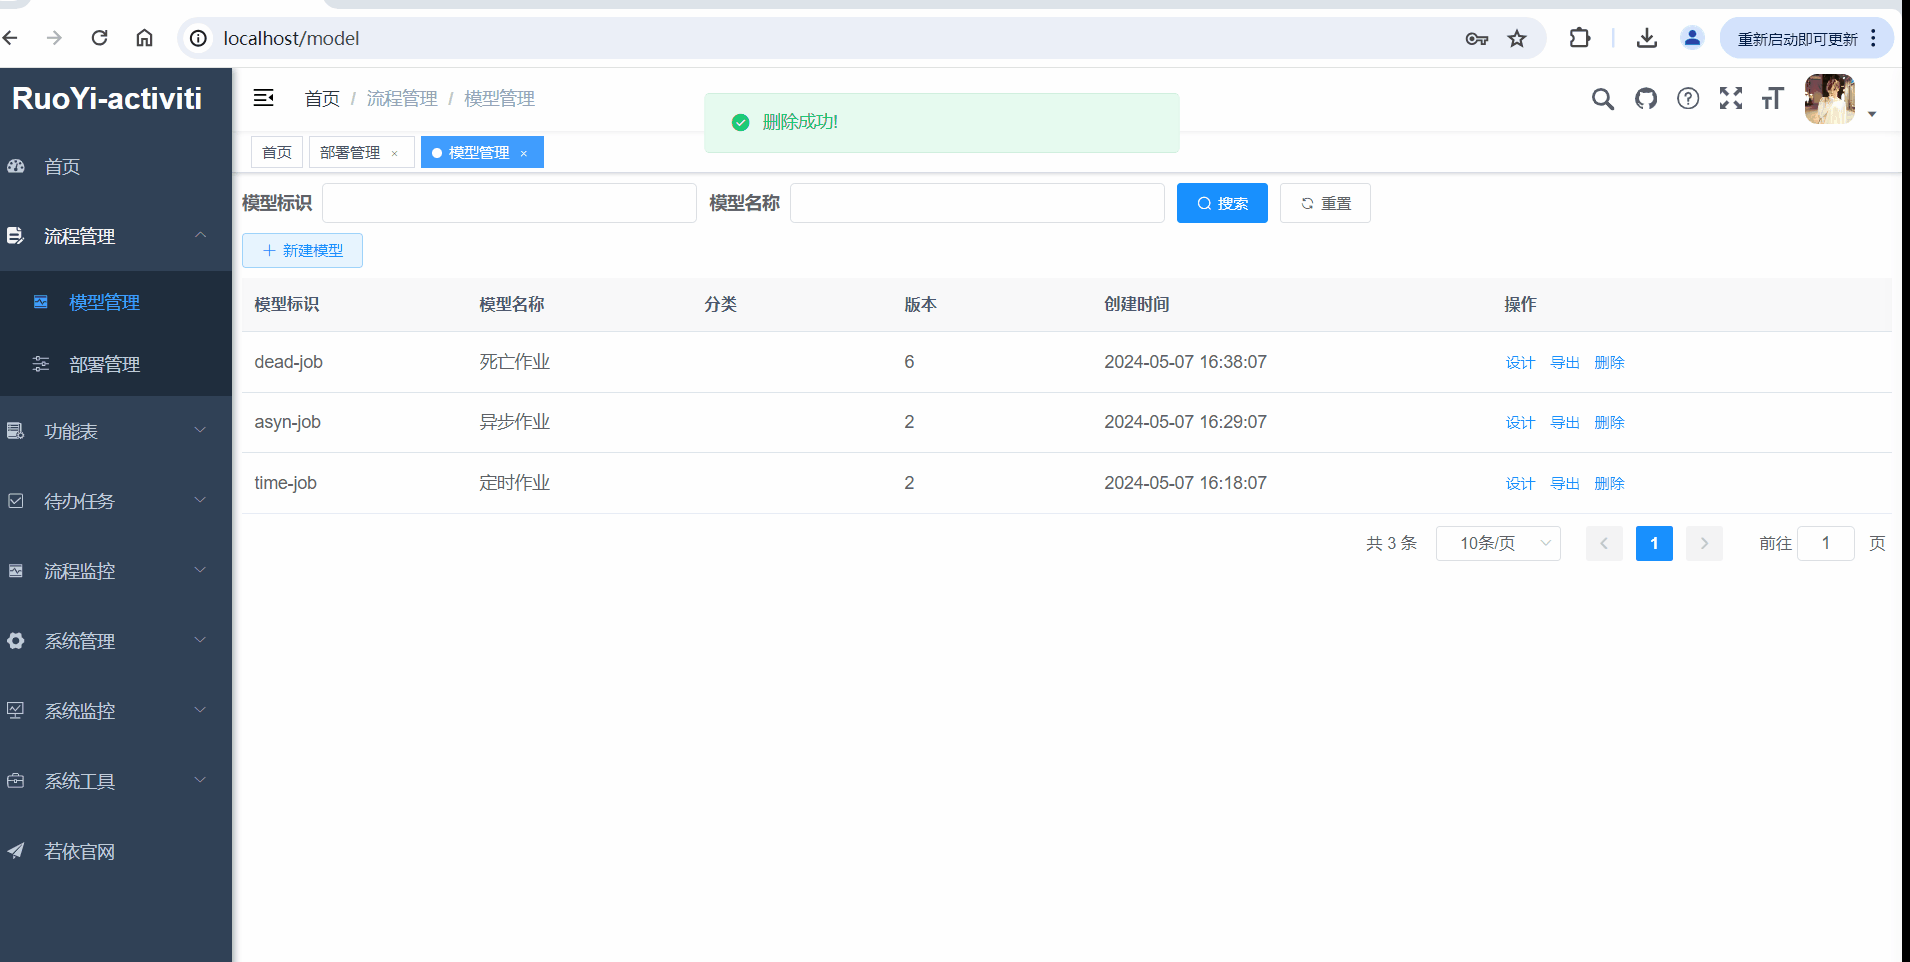 localhost/model
重新启动即可更新
RuoYi-activiti
首页 / 流程管理 / 模型管理
删除成功!
首页 部署管理 × 模型管理 ×
首页
流程管理
模型管理
部署管理
功能表
待办任务
流程监控
系统管理
系统监控
系统工具
若依官网
模型标识 模型名称 搜索 重置
+ 新建模型
模型标识 模型名称 分类 版本 创建时间 操作
dead-job 死亡作业 6 2024-05-07 16:38:07 设计 导出 删除
asyn-job 异步作业 2 2024-05-07 16:29:07 设计 导出 删除
time-job 定时作业 2 2024-05-07 16:18:07 设计 导出 删除
共 3 条 10条/页 1 前往 1 页